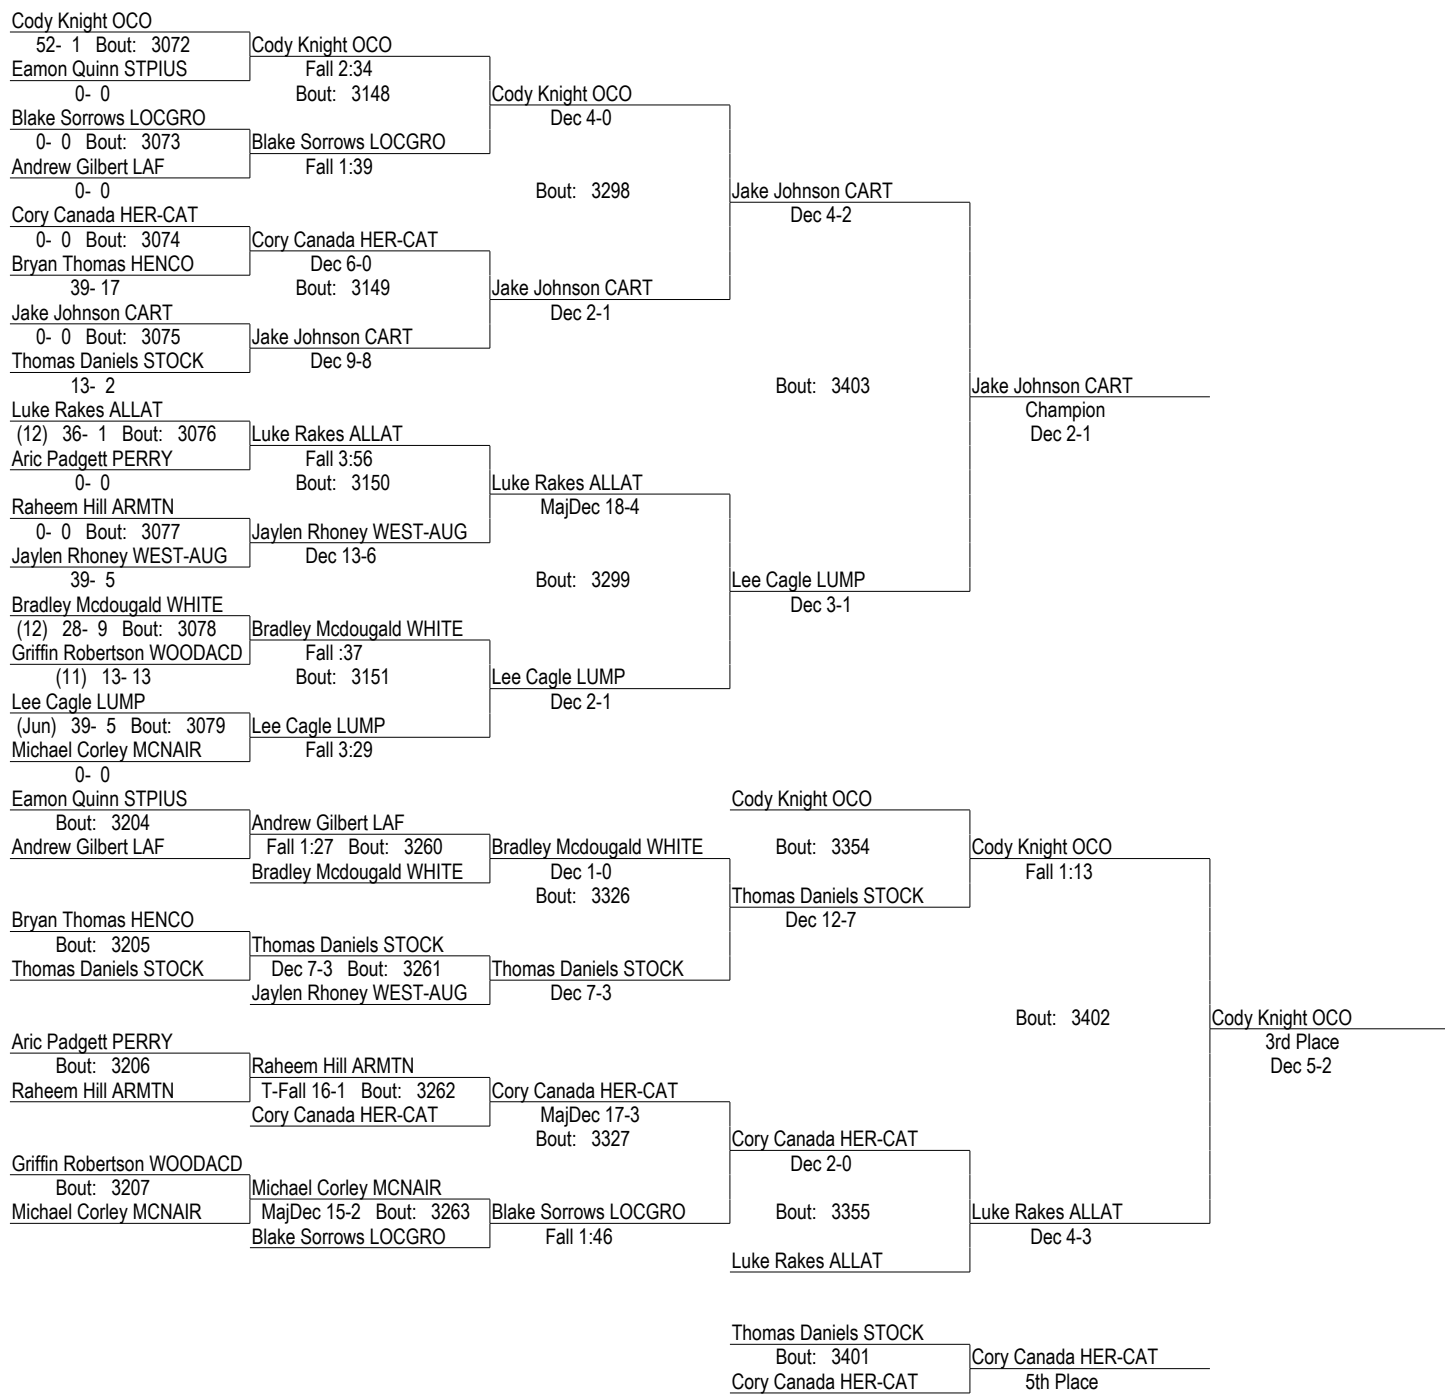 Cody Knight OCO
52- 1 Bout: 3072 Cody Knight OCO
Eamon Quinn STPIUS Fall 2:34
0- 0 Bout: 3148 Cody Knight OCO
Blake Sorrows LOCGRO Dec 4-0
0- 0 Bout: 3073 Blake Sorrows LOCGRO
Andrew Gilbert LAF Fall 1:39
0- 0 Bout: 3298 Jake Johnson CART
Cory Canada HER-CAT Dec 4-2
0- 0 Bout: 3074 Cory Canada HER-CAT
Bryan Thomas HENCO Dec 6-0
39- 17 Bout: 3149 Jake Johnson CART
Jake Johnson CART Dec 2-1
0- 0 Bout: 3075 Jake Johnson CART
Thomas Daniels STOCK Dec 9-8
13- 2 Bout: 3403 Jake Johnson CART
Luke Rakes ALLAT Champion
(12) 36- 1 Bout: 3076 Luke Rakes ALLAT Dec 2-1
Aric Padgett PERRY Fall 3:56
0- 0 Bout: 3150 Luke Rakes ALLAT
Raheem Hill ARMTN MajDec 18-4
0- 0 Bout: 3077 Jaylen Rhoney WEST-AUG
Jaylen Rhoney WEST-AUG Dec 13-6
39- 5 Bout: 3299 Lee Cagle LUMP
Bradley Mcdougald WHITE Dec 3-1
(12) 28- 9 Bout: 3078 Bradley Mcdougald WHITE
Griffin Robertson WOODACD Fall :37
(11) 13- 13 Bout: 3151 Lee Cagle LUMP
Lee Cagle LUMP Dec 2-1
(Jun) 39- 5 Bout: 3079 Lee Cagle LUMP
Michael Corley MCNAIR Fall 3:29
0- 0
Eamon Quinn STPIUS Cody Knight OCO
Bout: 3204 Andrew Gilbert LAF
Andrew Gilbert LAF Fall 1:27 Bout: 3260 Bradley Mcdougald WHITE Bout: 3354 Cody Knight OCO
Bradley Mcdougald WHITE Dec 1-0 Fall 1:13
Bout: 3326 Thomas Daniels STOCK
Bryan Thomas HENCO Dec 12-7
Bout: 3205 Thomas Daniels STOCK
Thomas Daniels STOCK Dec 7-3 Bout: 3261 Thomas Daniels STOCK
Jaylen Rhoney WEST-AUG Dec 7-3
Bout: 3402 Cody Knight OCO
Aric Padgett PERRY 3rd Place
Bout: 3206 Raheem Hill ARMTN Dec 5-2
Raheem Hill ARMTN T-Fall 16-1 Bout: 3262 Cory Canada HER-CAT
Cory Canada HER-CAT MajDec 17-3
Bout: 3327 Cory Canada HER-CAT
Griffin Robertson WOODACD Dec 2-0
Bout: 3207 Michael Corley MCNAIR
Michael Corley MCNAIR MajDec 15-2 Bout: 3263 Blake Sorrows LOCGRO Bout: 3355 Luke Rakes ALLAT
Blake Sorrows LOCGRO Fall 1:46 Dec 4-3
Luke Rakes ALLAT
Thomas Daniels STOCK
Bout: 3401 Cory Canada HER-CAT
Cory Canada HER-CAT 5th Place